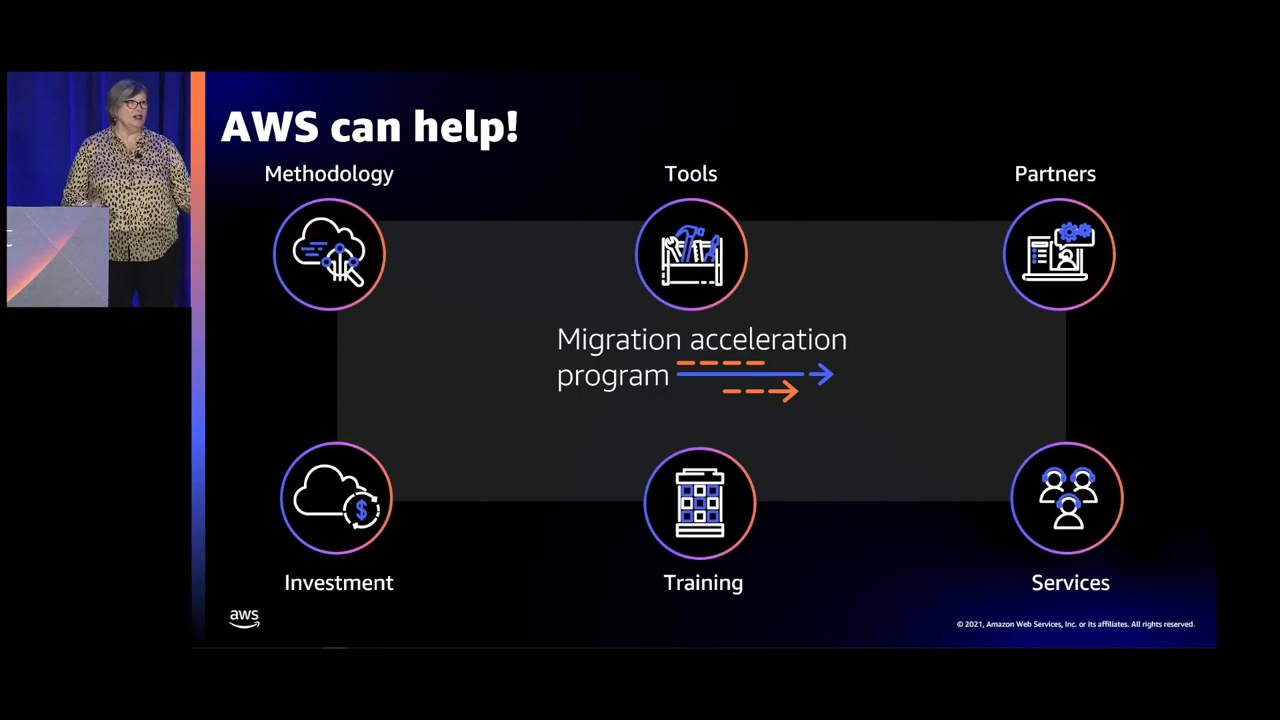 AWS can help!
Methodology
Tools
Partners
Migration acceleration
program
$
Investment
Training
Services
aws
© 2021, Amazon Web Services, Inc. or its affiliates. All rights reserved.